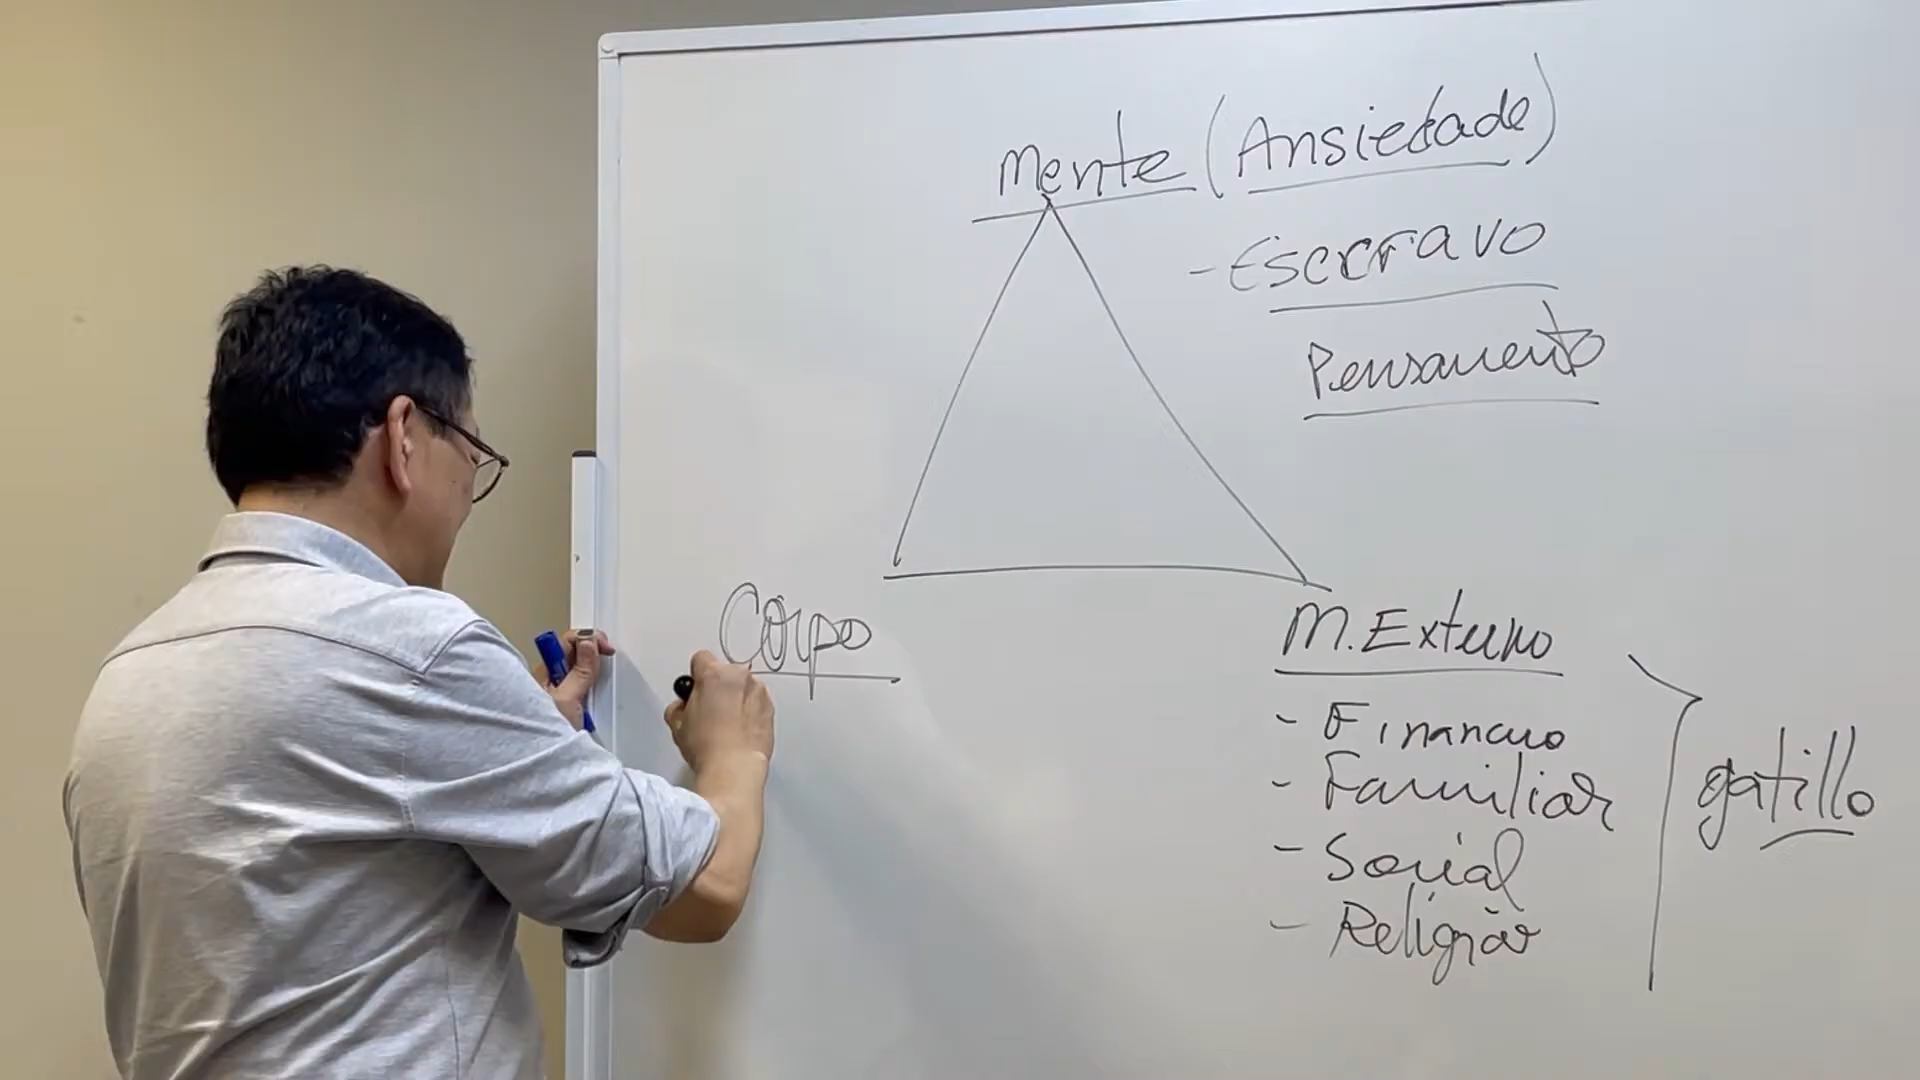 Mente (Ansiedade)
- Escravo
Pensamento
Corpo
M. Externo
- Financeiro
- Familiar
- Social
- Religião
gatillo